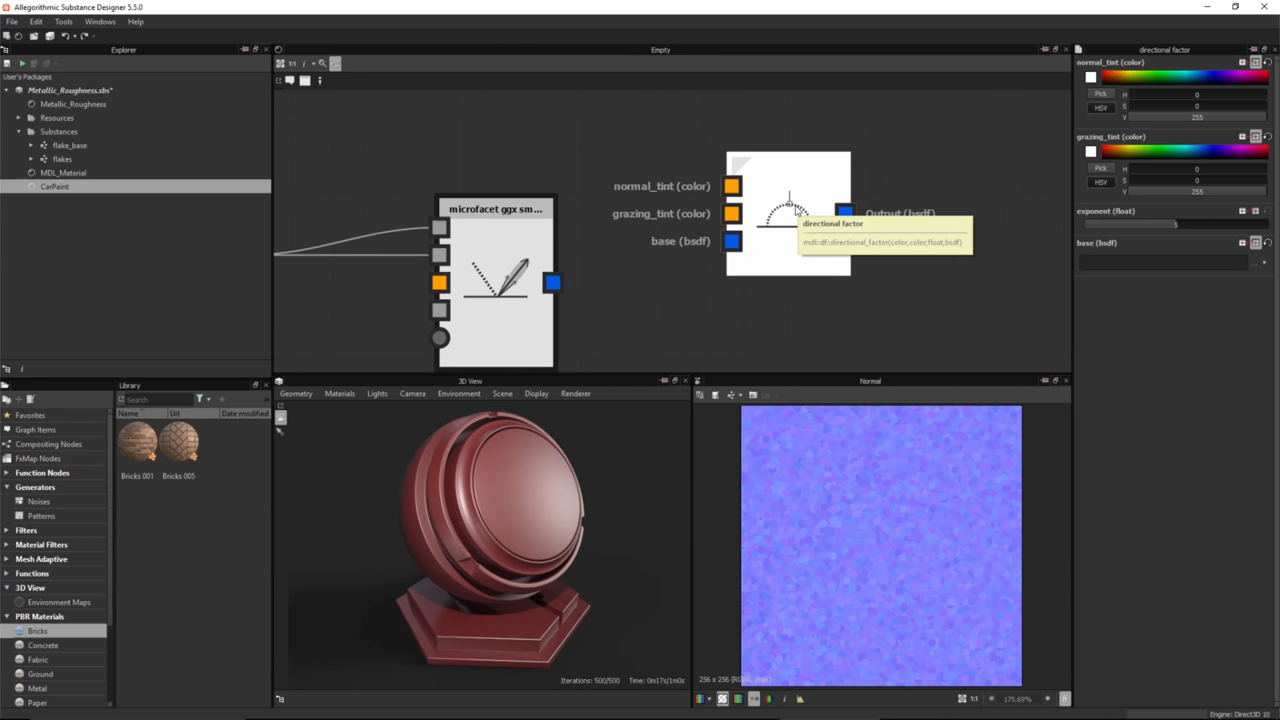 Allegorithmic Substance Designer 5.5.0
File Edit Tools Windows Help
Explorer
User's Packages
Metallic_Roughness.sbs*
Metallic_Roughness
Resources
Substances
flake_base
flakes
MDL_Material
CarPaint
Empty
1:1 i
microfacet ggx sm...
normal_tint (color)
grazing_tint (color)
base (bsdf)
Output (bsdf)
directional factor
mdl::df::directional_factor(color,color,float,bsdf)
directional factor
normal_tint (color)
Pick H 0
HSV S 0
V 255
grazing_tint (color)
Pick H 0
HSV S 0
V 255
exponent (float)
5
base (bsdf)
...
Library
Search
Favorites
Graph Items
Compositing Nodes
FxMap Nodes
Function Nodes
Generators
Noises
Patterns
Filters
Material Filters
Mesh Adaptive
Functions
3D View
Environment Maps
PBR Materials
Bricks
Concrete
Fabric
Ground
Metal
Paper
Name Url Date modified
Bricks 001 Bricks 005
3D View
Geometry Materials Lights Camera Environment Scene Display Renderer
Iterations: 500/500 Time: 0m17s/1m0s
Normal
256 x 256
1:1 175.69%
Engine: Direct3D 10